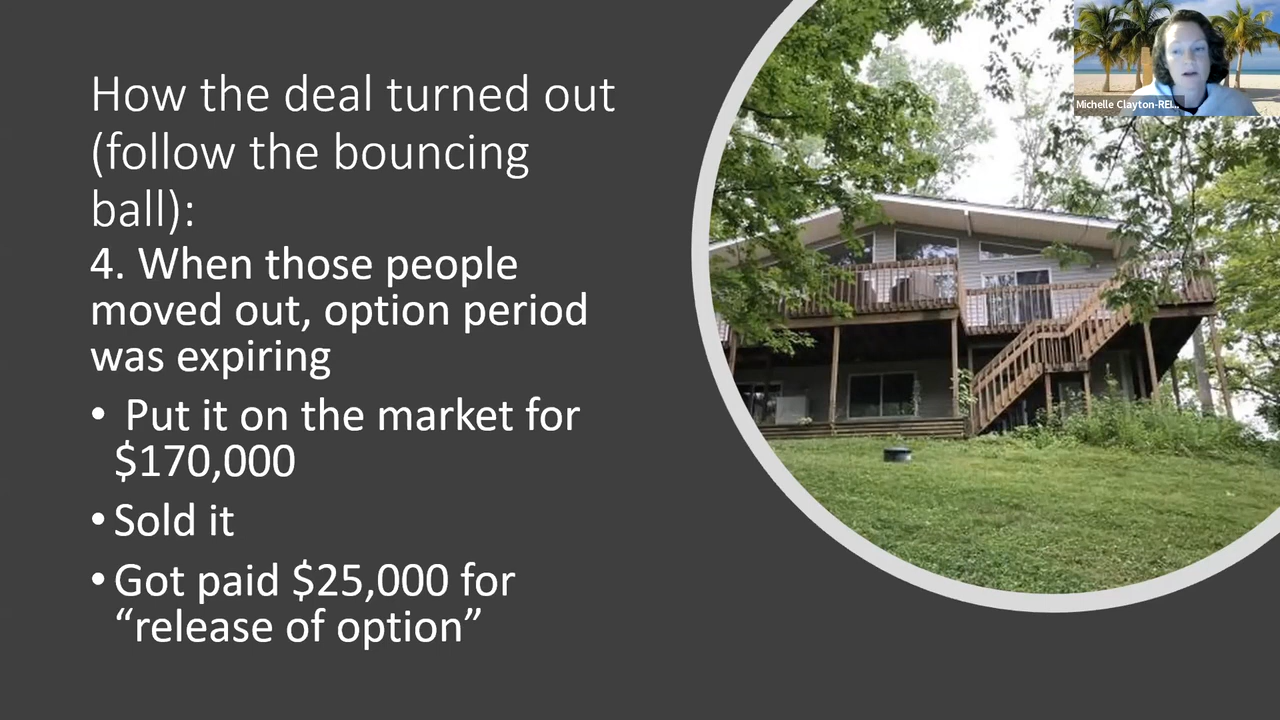 How the deal turned out
(follow the bouncing
ball):
4. When those people
moved out, option period
was expiring
• Put it on the market for
$170,000
• Sold it
• Got paid $25,000 for
“release of option”
Michelle Clayton-REI...